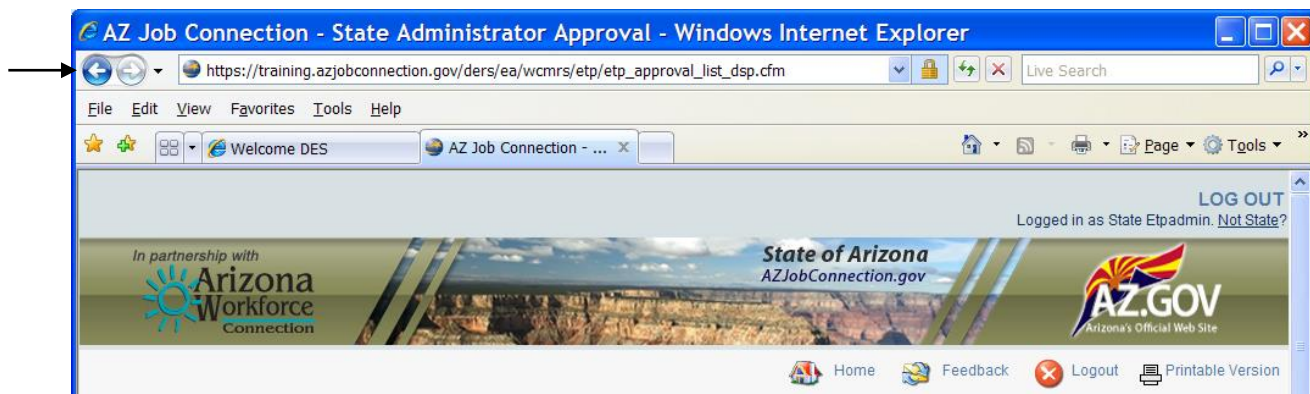 AZ Job Connection - State Administrator Approval - Windows Internet Explorer
https://training.azjobconnection.gov/ders/ea/wcmrs/etp/etp_approval_list_dsp.cfm Live Search
File Edit View Favorites Tools Help
Welcome DES AZ Job Connection - ... X Page Tools »
LOG OUT
Logged in as State Etpadmin. Not State?
In partnership with
Arizona
Workforce
Connection
State of Arizona
AZJobConnection.gov
AZ.GOV
Arizona's Official Web Site
Home Feedback Logout Printable Version